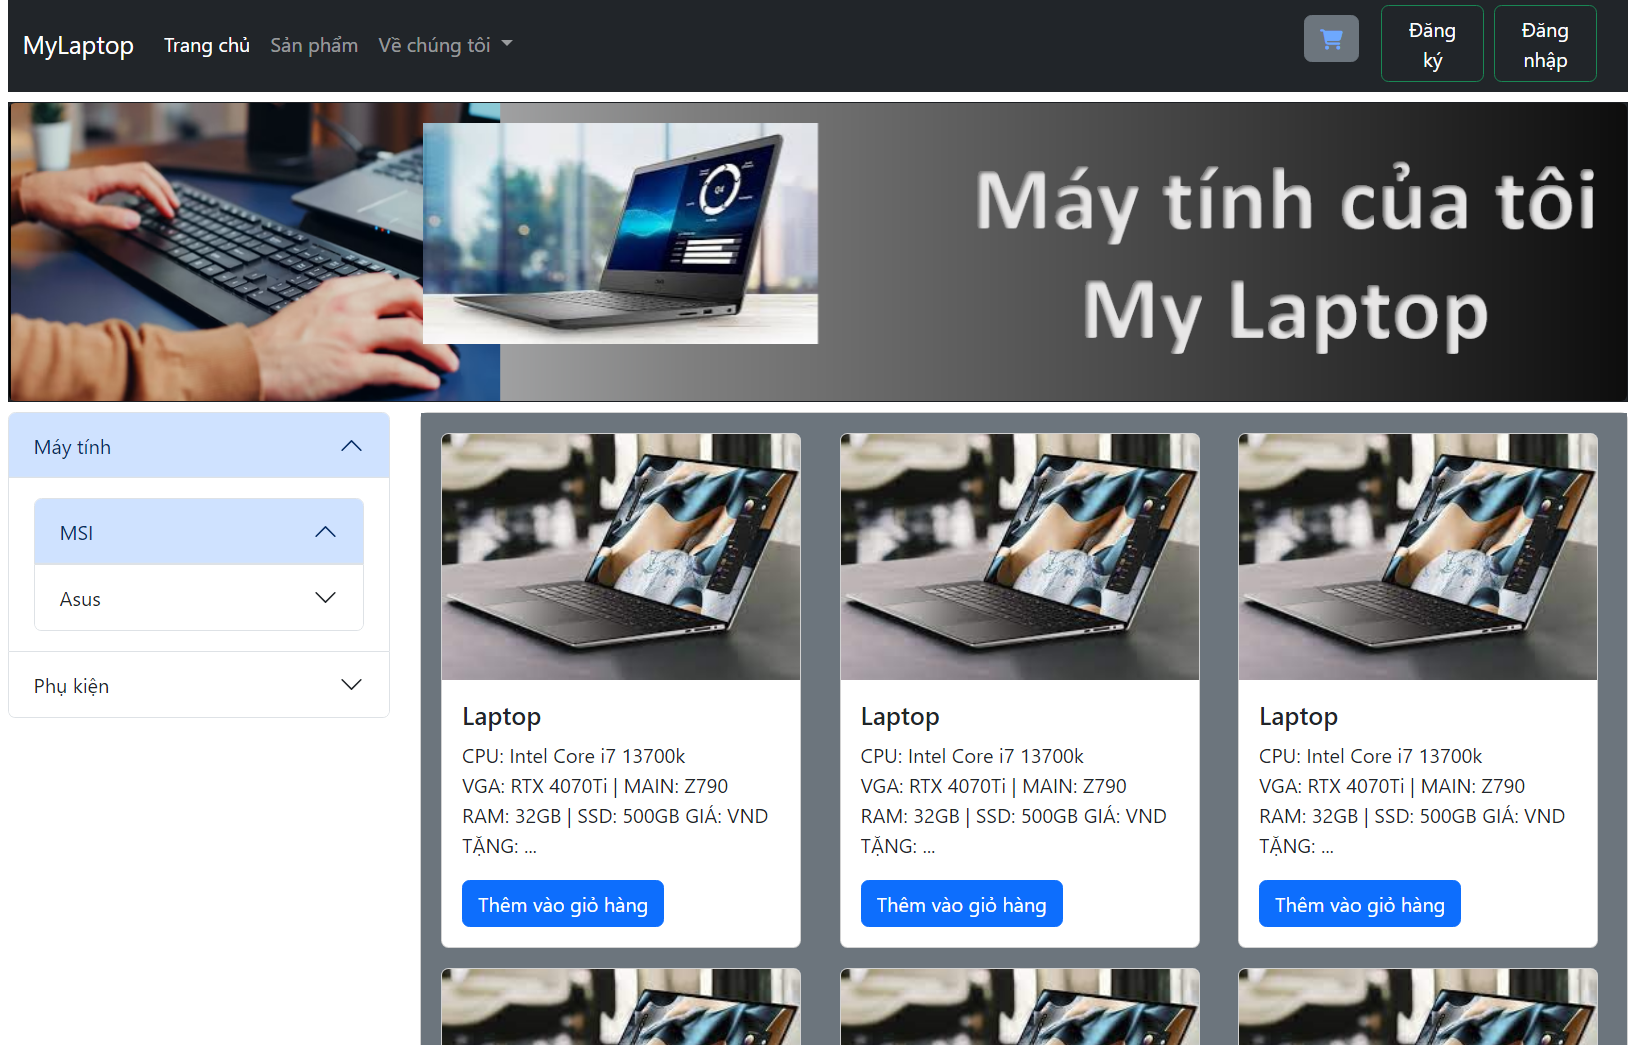 MyLaptop Trang chủ Sản phẩm Về chúng tôi
Đăng ký
Đăng nhập
Máy tính của tôi
My Laptop
Máy tính
MSI
Asus
Phụ kiện
Laptop
CPU: Intel Core i7 13700k
VGA: RTX 4070Ti | MAIN: Z790
RAM: 32GB | SSD: 500GB GIÁ: VND
TẶNG: ...
Thêm vào giỏ hàng
Laptop
CPU: Intel Core i7 13700k
VGA: RTX 4070Ti | MAIN: Z790
RAM: 32GB | SSD: 500GB GIÁ: VND
TẶNG: ...
Thêm vào giỏ hàng
Laptop
CPU: Intel Core i7 13700k
VGA: RTX 4070Ti | MAIN: Z790
RAM: 32GB | SSD: 500GB GIÁ: VND
TẶNG: ...
Thêm vào giỏ hàng